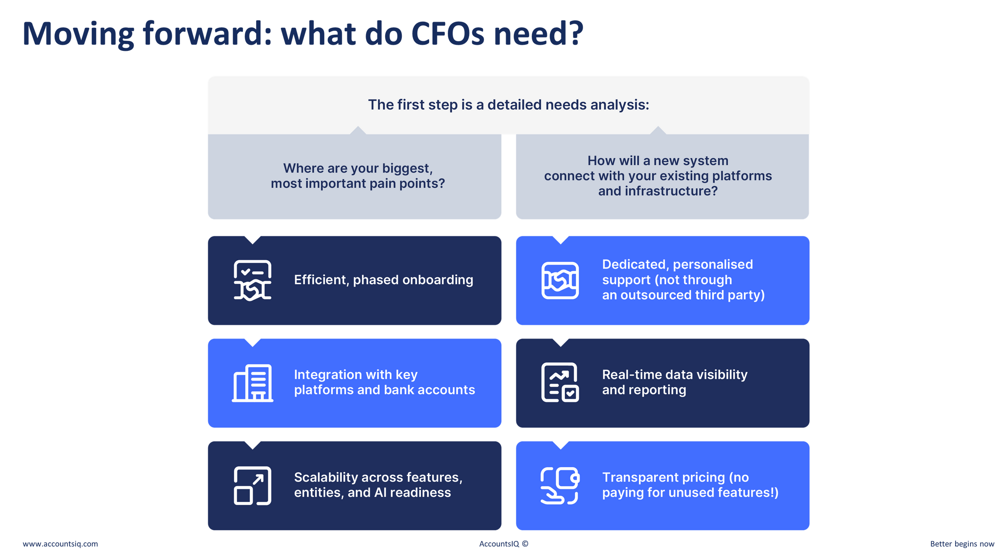 Moving forward: what do CFOs need?
The first step is a detailed needs analysis:
Where are your biggest,
most important pain points?
How will a new system
connect with your existing platforms
and infrastructure?
Efficient, phased onboarding
Dedicated, personalised
support (not through
an outsourced third party)
Integration with key
platforms and bank accounts
Real-time data visibility
and reporting
Scalability across features,
entities, and AI readiness
Transparent pricing (no
paying for unused features!)
www.accountsiq.com
AccountsIQ ©
Better begins now